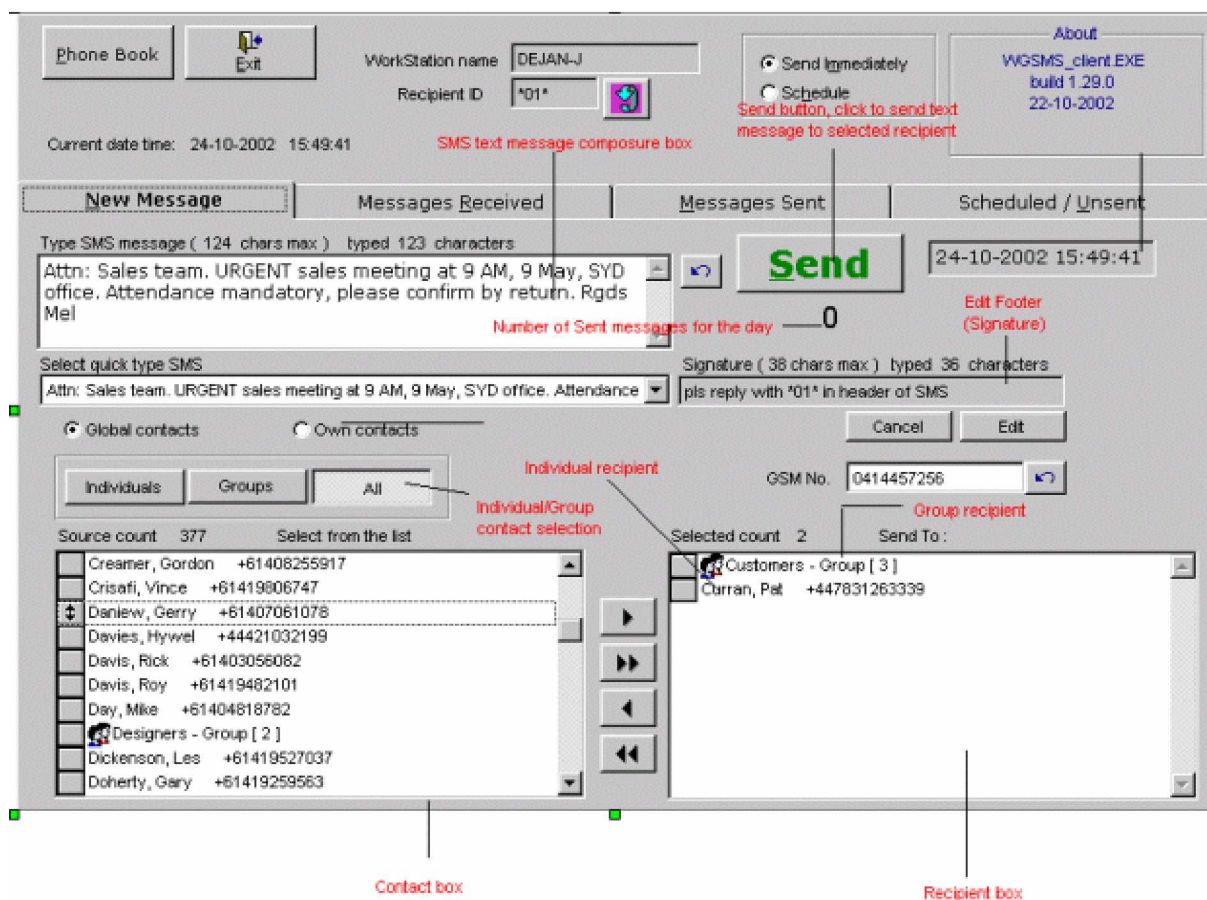 Phone Book
Exit
WorkStation name DEJAN-J
Recipient ID *01*
Send Immediately
Schedule
About
WGSMS_client.EXE
build 1.29.0
22-10-2002
Send button, click to send text
message to selected recipient
Current date time: 24-10-2002 15:49:41
SMS text message composure box
New Message
Messages Received
Messages Sent
Scheduled / Unsent
Type SMS message ( 124 chars max ) typed 123 characters
Attn: Sales team. URGENT sales meeting at 9 AM, 9 May, SYD
office. Attendance mandatory, please confirm by return. Rgds
Mel
Send
24-10-2002 15:49:41
Number of Sent messages for the day
0
Edit Footer
(Signature)
Select quick type SMS
Attn: Sales team. URGENT sales meeting at 9 AM, 9 May, SYD office. Attendance
Signature ( 38 chars max ) typed 36 characters
pls reply with *01* in header of SMS
Global contacts
Own contacts
Cancel
Edit
Individuals
Groups
All
Individual recipient
GSM No. 0414457256
Individual/Group
contact selection
Group recipient
Source count 377 Select from the list
Selected count 2 Send To :
Creamer, Gordon +61408255917
Crisafi, Vince +61419806747
Daniew, Gerry +61407061078
Davies, Hywel +44421032199
Davis, Rick +61403056082
Davis, Roy +61419482101
Day, Mike +61404818782
Designers - Group [ 2 ]
Dickenson, Les +61419527037
Doherty, Gary +61419259563
Customers - Group [ 3 ]
Curran, Pat +447831263339
Contact box
Recipient box